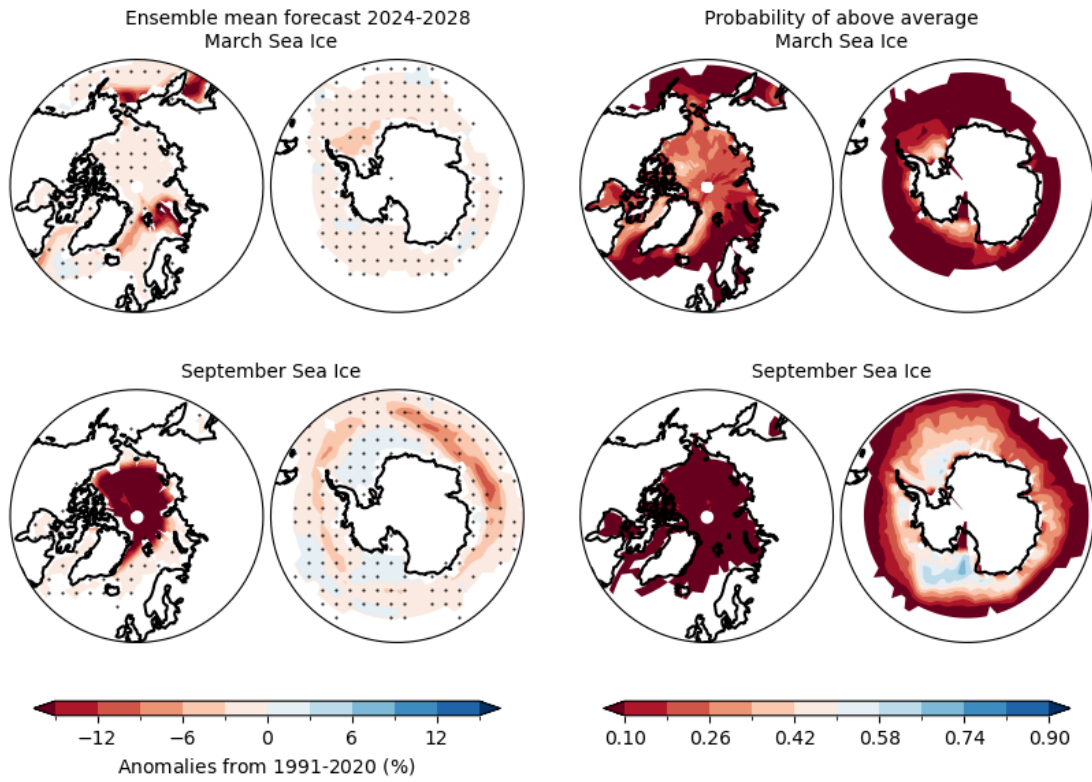 Ensemble mean forecast 2024-2028
March Sea Ice
Probability of above average
March Sea Ice
September Sea Ice
September Sea Ice
−12 −6 0 6 12
Anomalies from 1991-2020 (%)
0.10 0.26 0.42 0.58 0.74 0.90